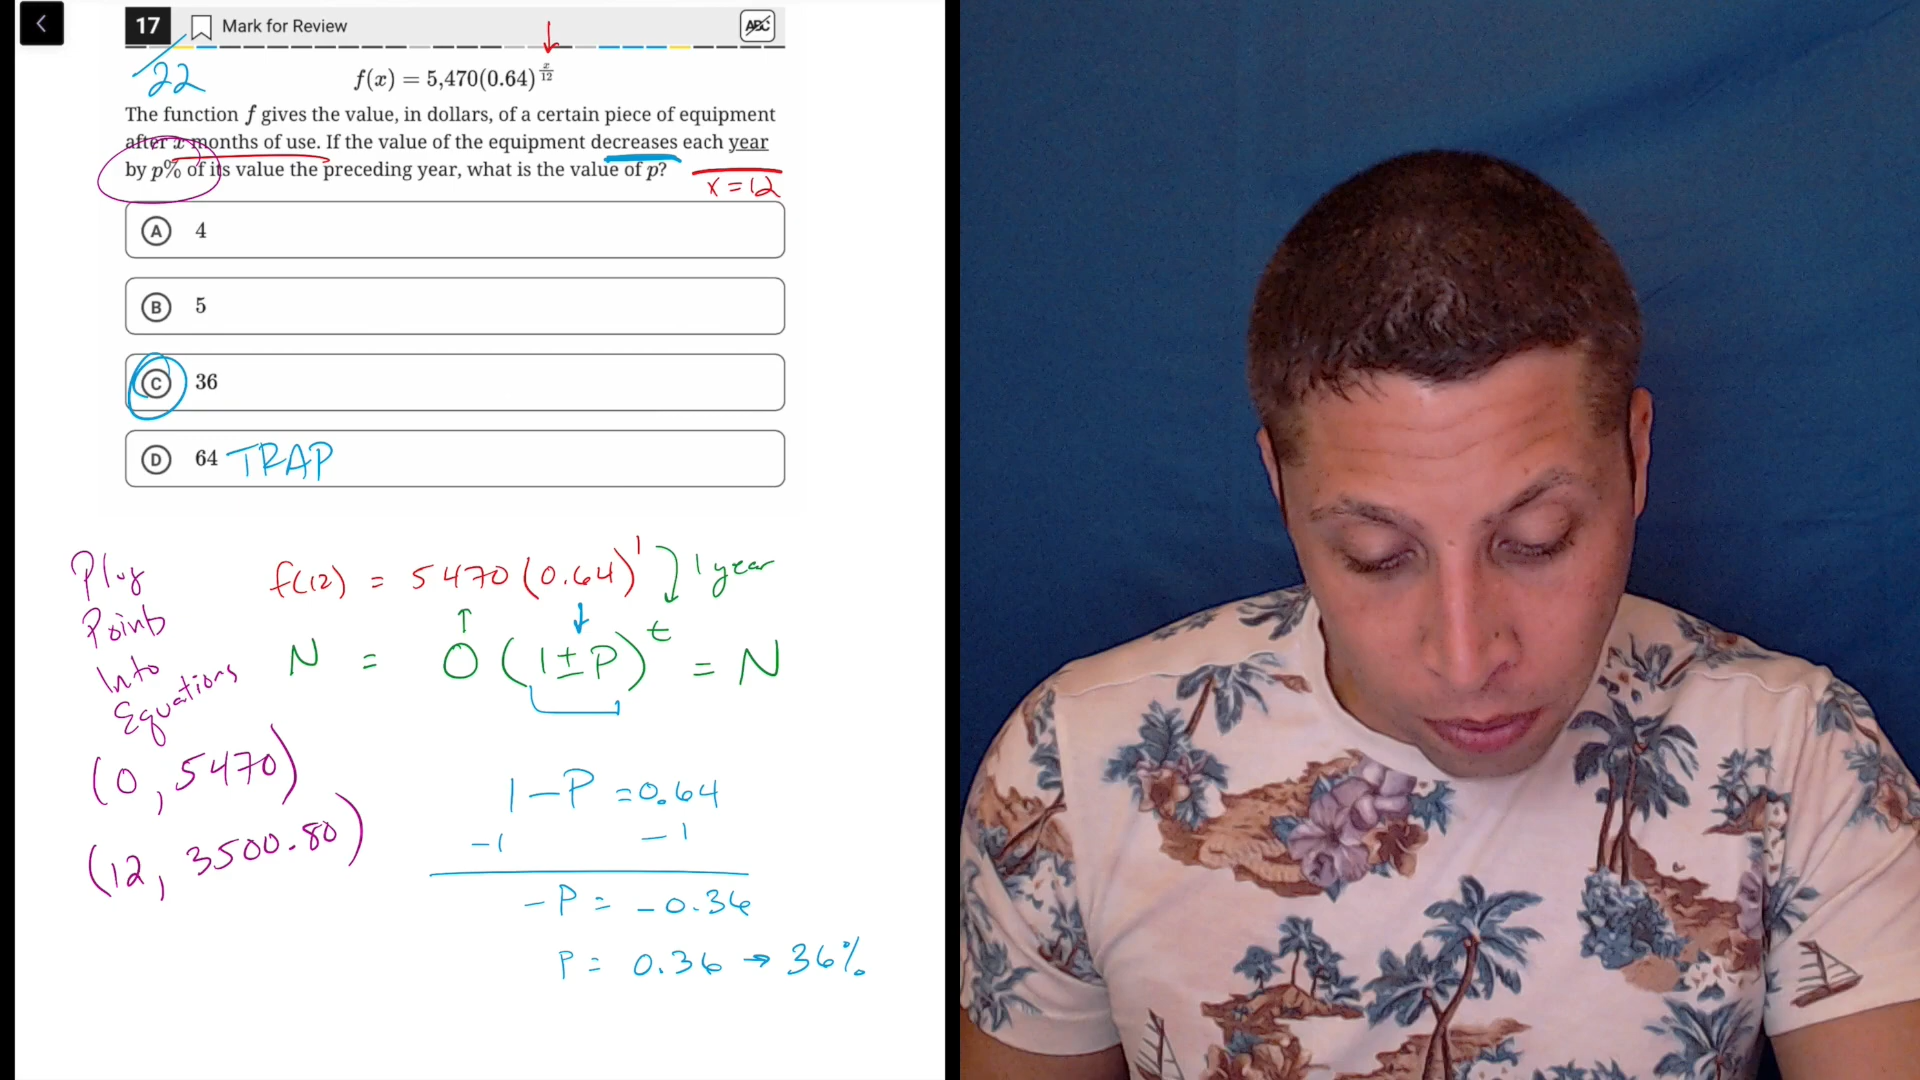 17 Mark for Review ABC
22
f(x) = 5,470(0.64)^{x/12}
The function f gives the value, in dollars, of a certain piece of equipment
after x months of use. If the value of the equipment decreases each year
by p% of its value the preceding year, what is the value of p?
x = 12
A 4
B 5
C 36
D 64 TRAP
Plug
Points
Into
Equations
(0, 5470)
(12, 3500.80)
f(12) = 5470 (0.64)^1 1 year
N = O (1 ± P)^t = N
1 - P = 0.64
-1 -1
-P = -0.36
P = 0.36 → 36%